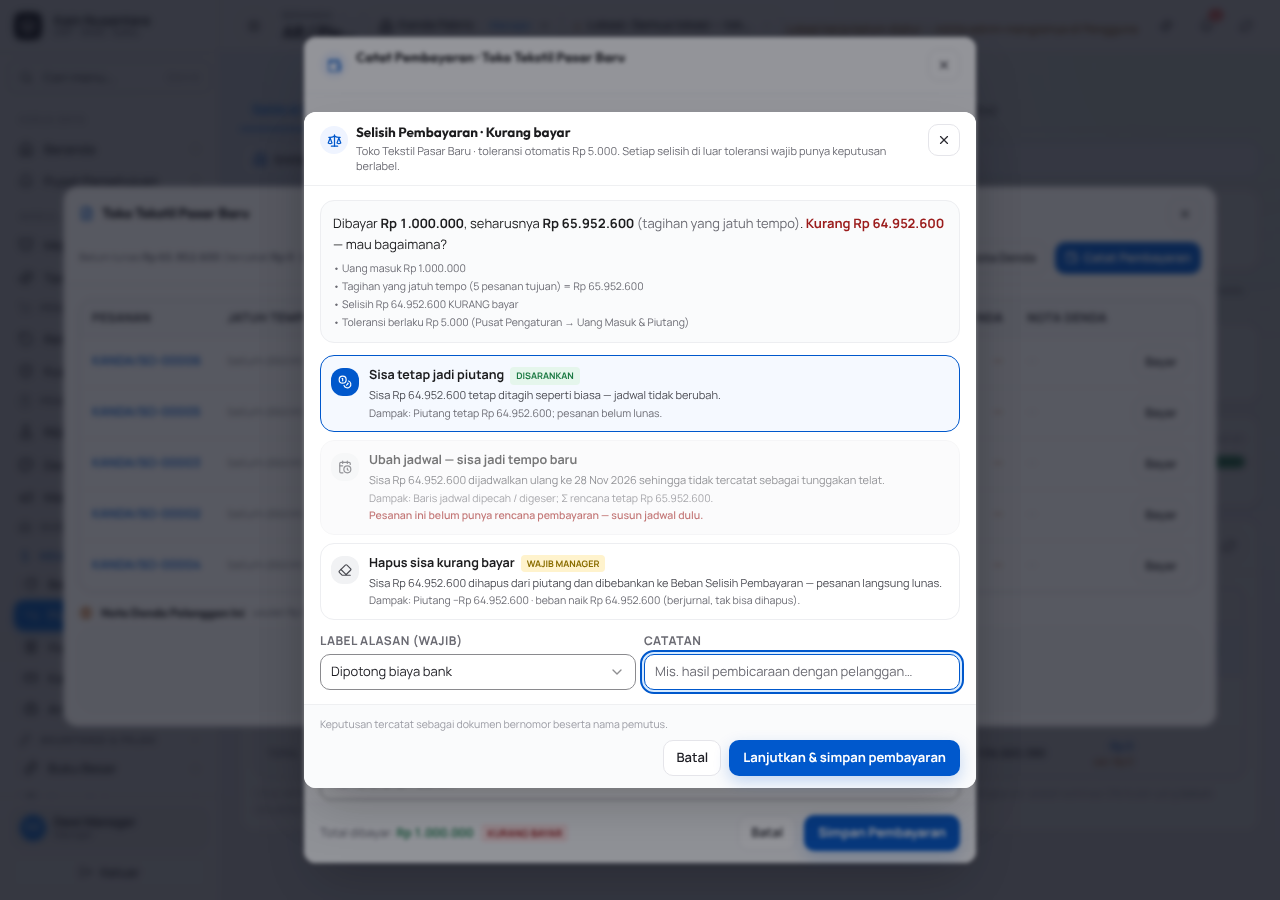 Catat Pembayaran · Toko Tekstil Pasar Baru
Selisih Pembayaran · Kurang bayar
Toko Tekstil Pasar Baru · toleransi otomatis Rp 5.000. Setiap selisih di luar toleransi wajib punya keputusan
berlabel.
Toko Tekstil Pasar Baru
Catat Pembayaran
Dibayar Rp 1.000.000, seharusnya Rp 65.952.600 (tagihan yang jatuh tempo). Kurang Rp 64.952.600
— mau bagaimana?
• Uang masuk Rp 1.000.000
• Tagihan yang jatuh tempo (5 pesanan tujuan) = Rp 65.952.600
• Selisih Rp 64.952.600 KURANG bayar
• Toleransi berlaku Rp 5.000 (Pusat Pengaturan → Uang Masuk & Piutang)
PESANAN
NOTA DENDA
Bayar
Bayar
Bayar
Bayar
Bayar
Sisa tetap jadi piutang DISARANKAN
Sisa Rp 64.952.600 tetap ditagih seperti biasa — jadwal tidak berubah.
Dampak: Piutang tetap Rp 64.952.600; pesanan belum lunas.
Ubah jadwal — sisa jadi tempo baru
Sisa Rp 64.952.600 dijadwalkan ulang ke 28 Nov 2026 sehingga tidak tercatat sebagai tunggakan telat.
Dampak: Baris jadwal dipecah / digeser; Σ rencana tetap Rp 65.952.600.
Pesanan ini belum punya rencana pembayaran — susun jadwal dulu.
Hapus sisa kurang bayar WAJIB MANAGER
Sisa Rp 64.952.600 dihapus dari piutang dan dibebankan ke Beban Selisih Pembayaran — pesanan langsung lunas.
Dampak: Piutang −Rp 64.952.600 · beban naik Rp 64.952.600 (berjurnal, tak bisa dihapus).
LABEL ALASAN (WAJIB)
CATATAN
Dipotong biaya bank
Mis. hasil pembicaraan dengan pelanggan…
Keputusan tercatat sebagai dokumen bernomor beserta nama pemutus.
Batal
Lanjutkan & simpan pembayaran
Total dibayar: Rp 1.000.000 KURANG BAYAR
Batal
Simpan Pembayaran